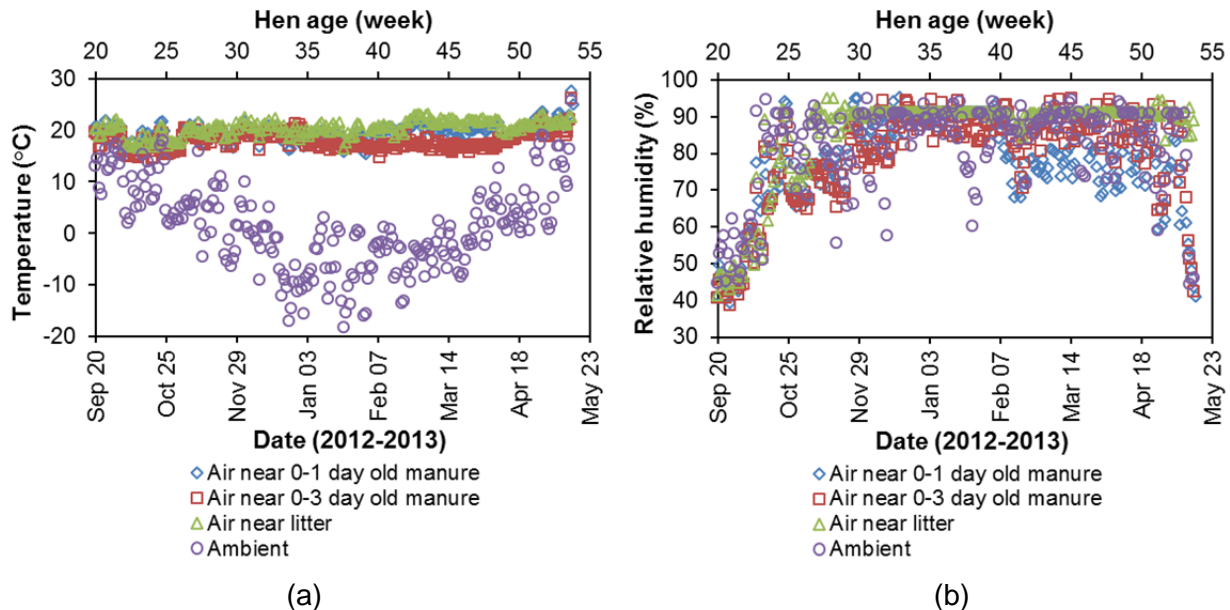 Hen age (week)
20 25 30 35 40 45 50 55
30
20
10
0
-10
-20
Temperature (°C)
Sep 20
Oct 25
Nov 29
Jan 03
Feb 07
Mar 14
Apr 18
May 23
Date (2012-2013)
Air near 0-1 day old manure
Air near 0-3 day old manure
Air near litter
Ambient
(a)
Hen age (week)
20 25 30 35 40 45 50 55
100
90
80
70
60
50
40
30
Relative humidity (%)
Sep 20
Oct 25
Nov 29
Jan 03
Feb 07
Mar 14
Apr 18
May 23
Date (2012-2013)
Air near 0-1 day old manure
Air near 0-3 day old manure
Air near litter
Ambient
(b)